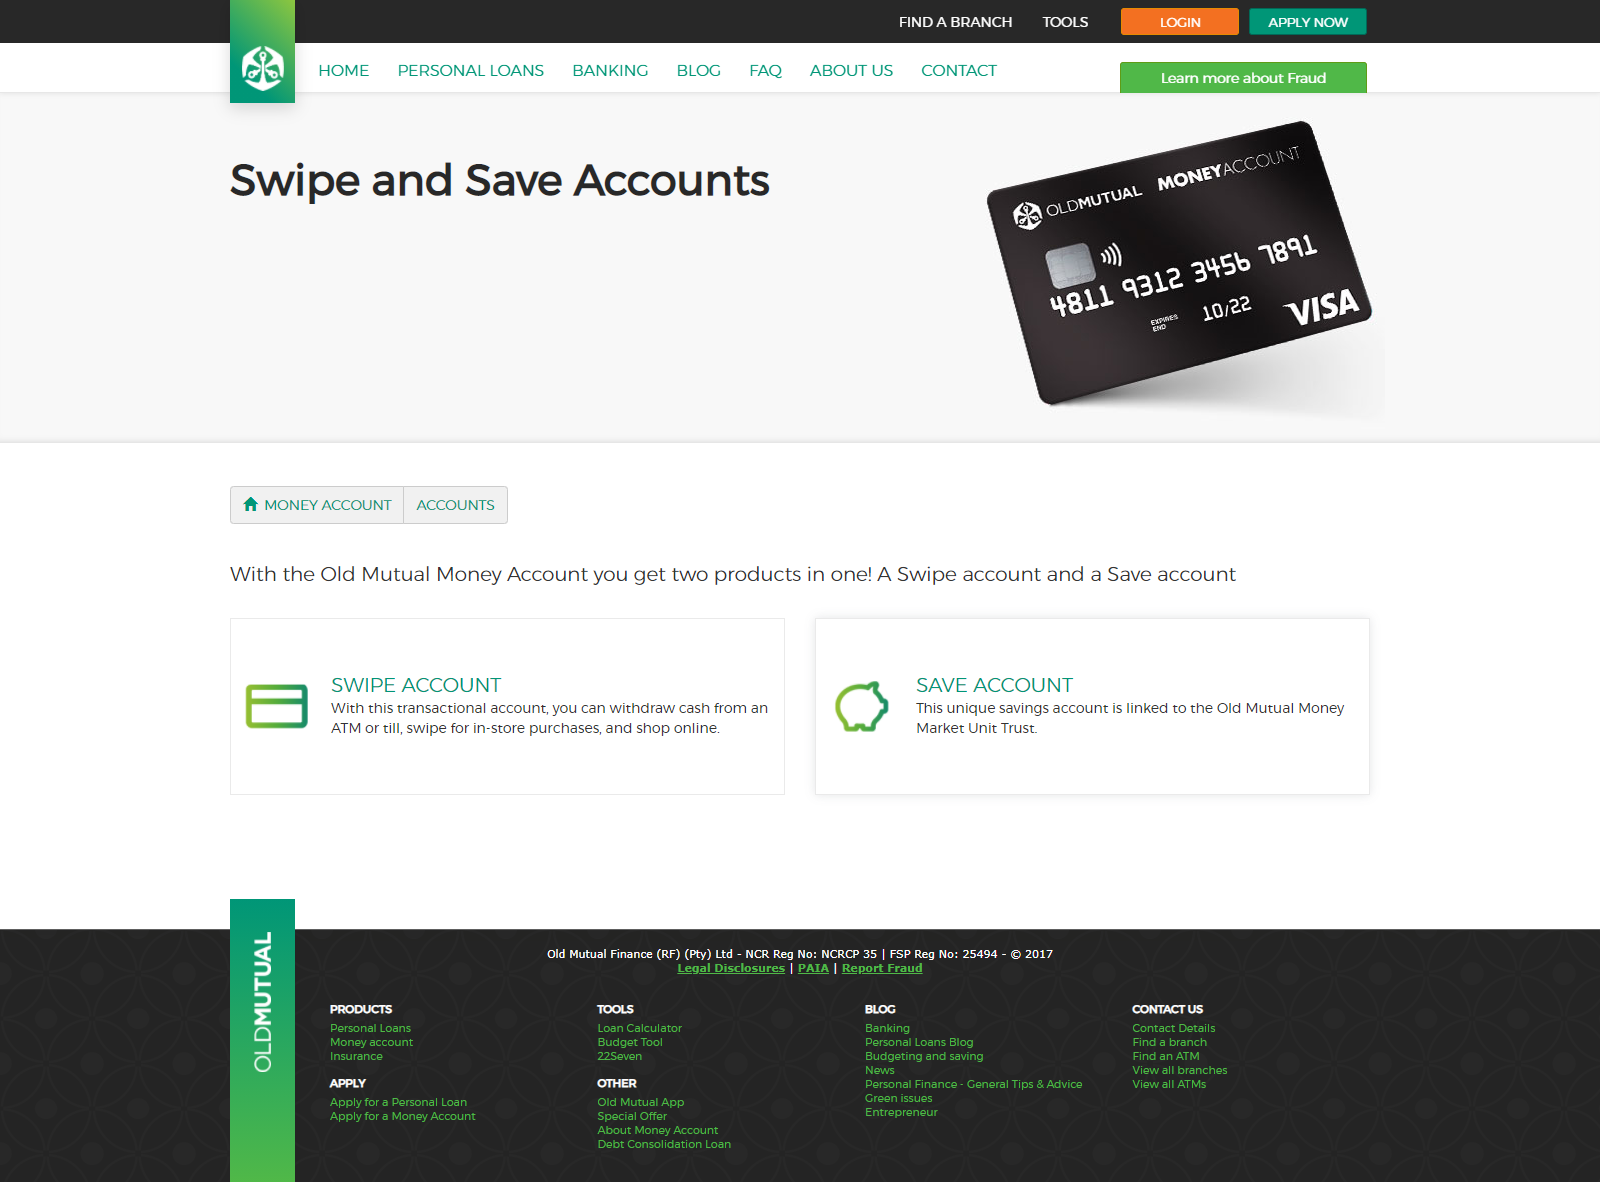 FIND A BRANCH TOOLS LOGIN APPLY NOW
HOME PERSONAL LOANS BANKING BLOG FAQ ABOUT US CONTACT
Learn more about Fraud
Swipe and Save Accounts
OLDMUTUAL MONEYACCOUNT
4811 9312 3456 7891
EXPIRES END 10/22
VISA
MONEY ACCOUNT ACCOUNTS
With the Old Mutual Money Account you get two products in one! A Swipe account and a Save account
SWIPE ACCOUNT
With this transactional account, you can withdraw cash from an
ATM or till, swipe for in-store purchases, and shop online.
SAVE ACCOUNT
This unique savings account is linked to the Old Mutual Money
Market Unit Trust.
OLDMUTUAL
Old Mutual Finance (RF) (Pty) Ltd - NCR Reg No: NCRCP 35 | FSP Reg No: 25494 - © 2017
Legal Disclosures | PAIA | Report Fraud
PRODUCTS
Personal Loans
Money account
Insurance
APPLY
Apply for a Personal Loan
Apply for a Money Account
TOOLS
Loan Calculator
Budget Tool
22Seven
OTHER
Old Mutual App
Special Offer
About Money Account
Debt Consolidation Loan
BLOG
Banking
Personal Loans Blog
Budgeting and saving
News
Personal Finance - General Tips & Advice
Green issues
Entrepreneur
CONTACT US
Contact Details
Find a branch
Find an ATM
View all branches
View all ATMs